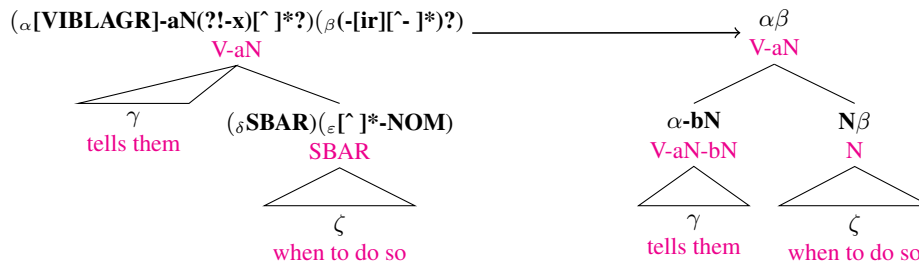 (α[VIBLAGR]-aN(?!-x)[^ ]*?)(β(-[ir][^- ]*)?) αβ
V-aN V-aN
γ (δSBAR)(ε[^ ]*-NOM) α-bN Nβ
tells them SBAR V-aN-bN N
ζ γ ζ
when to do so tells them when to do so